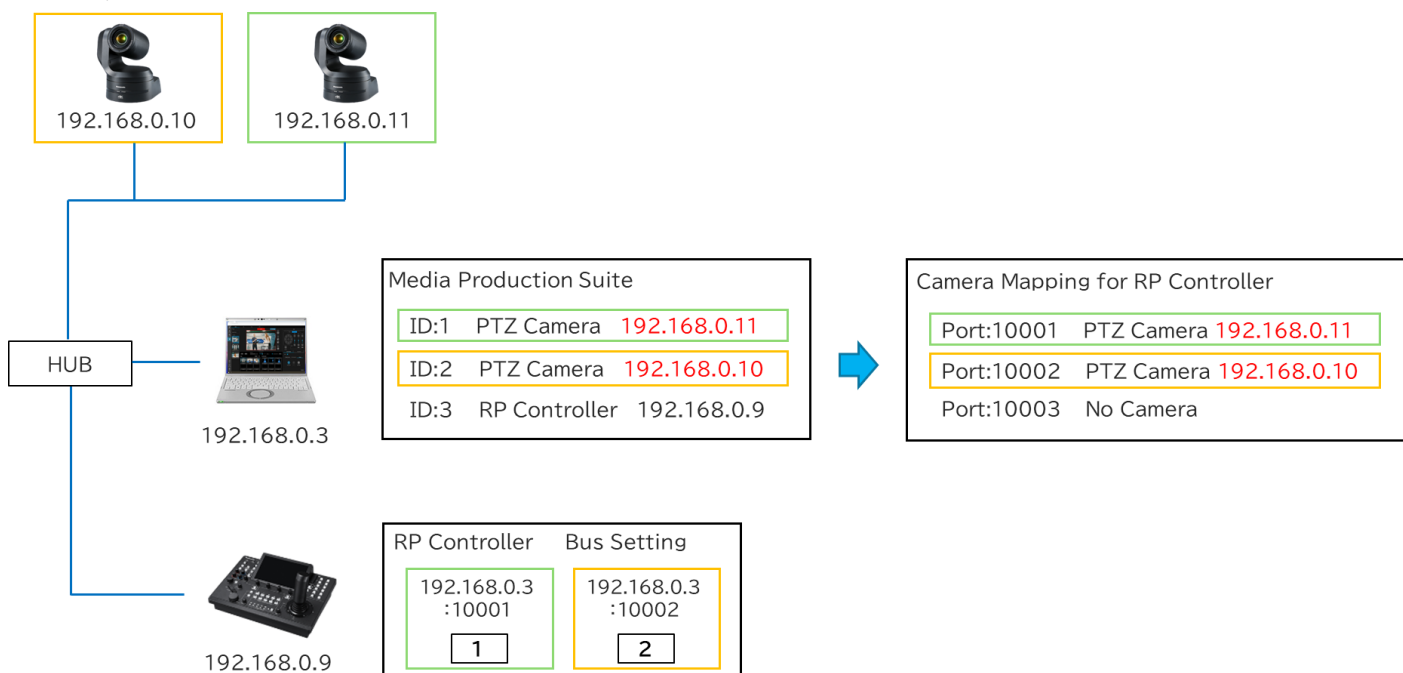 192.168.0.10
192.168.0.11
HUB
192.168.0.3
Media Production Suite
ID:1 PTZ Camera 192.168.0.11
ID:2 PTZ Camera 192.168.0.10
ID:3 RP Controller 192.168.0.9
Camera Mapping for RP Controller
Port:10001 PTZ Camera 192.168.0.11
Port:10002 PTZ Camera 192.168.0.10
Port:10003 No Camera
192.168.0.9
RP Controller Bus Setting
192.168.0.3
:10001
1
192.168.0.3
:10002
2